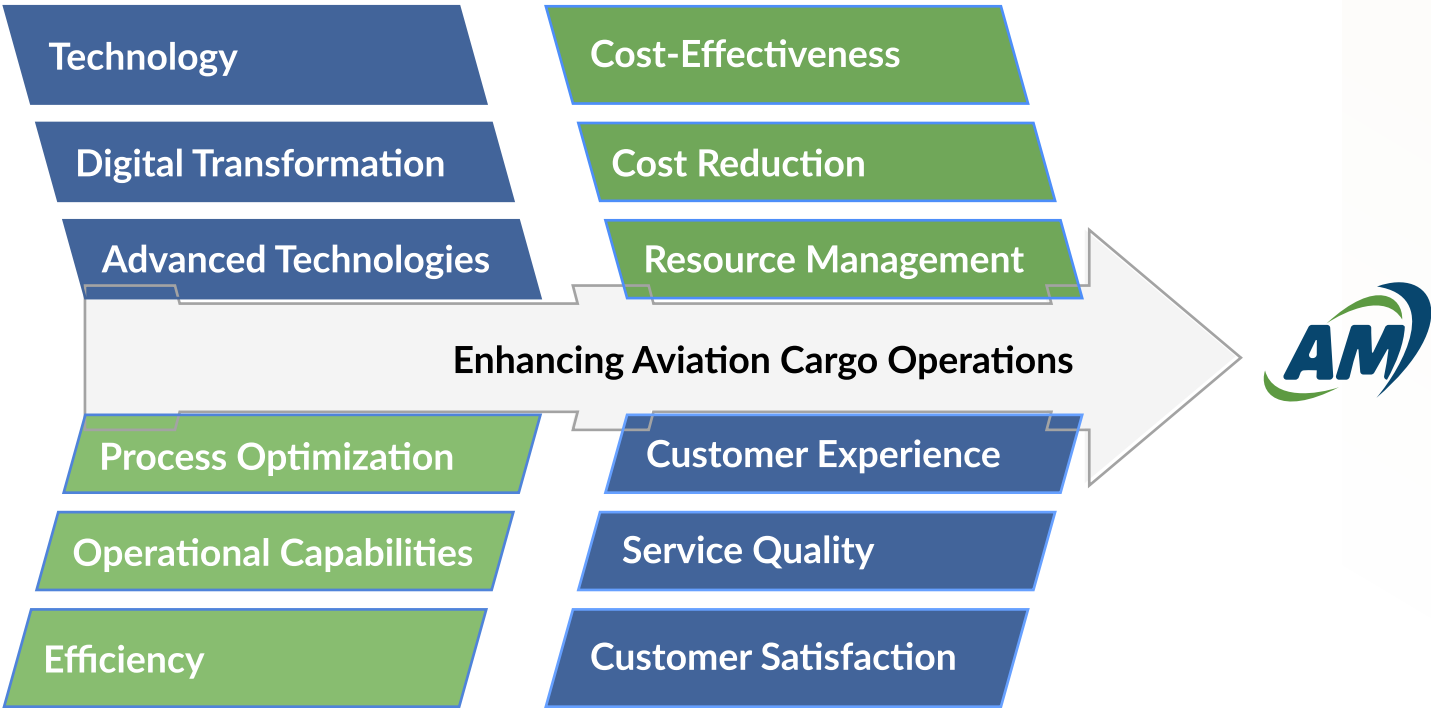 Technology
Digital Transformation
Advanced Technologies
Cost-Effectiveness
Cost Reduction
Resource Management
Enhancing Aviation Cargo Operations
AM
Process Optimization
Operational Capabilities
Efficiency
Customer Experience
Service Quality
Customer Satisfaction